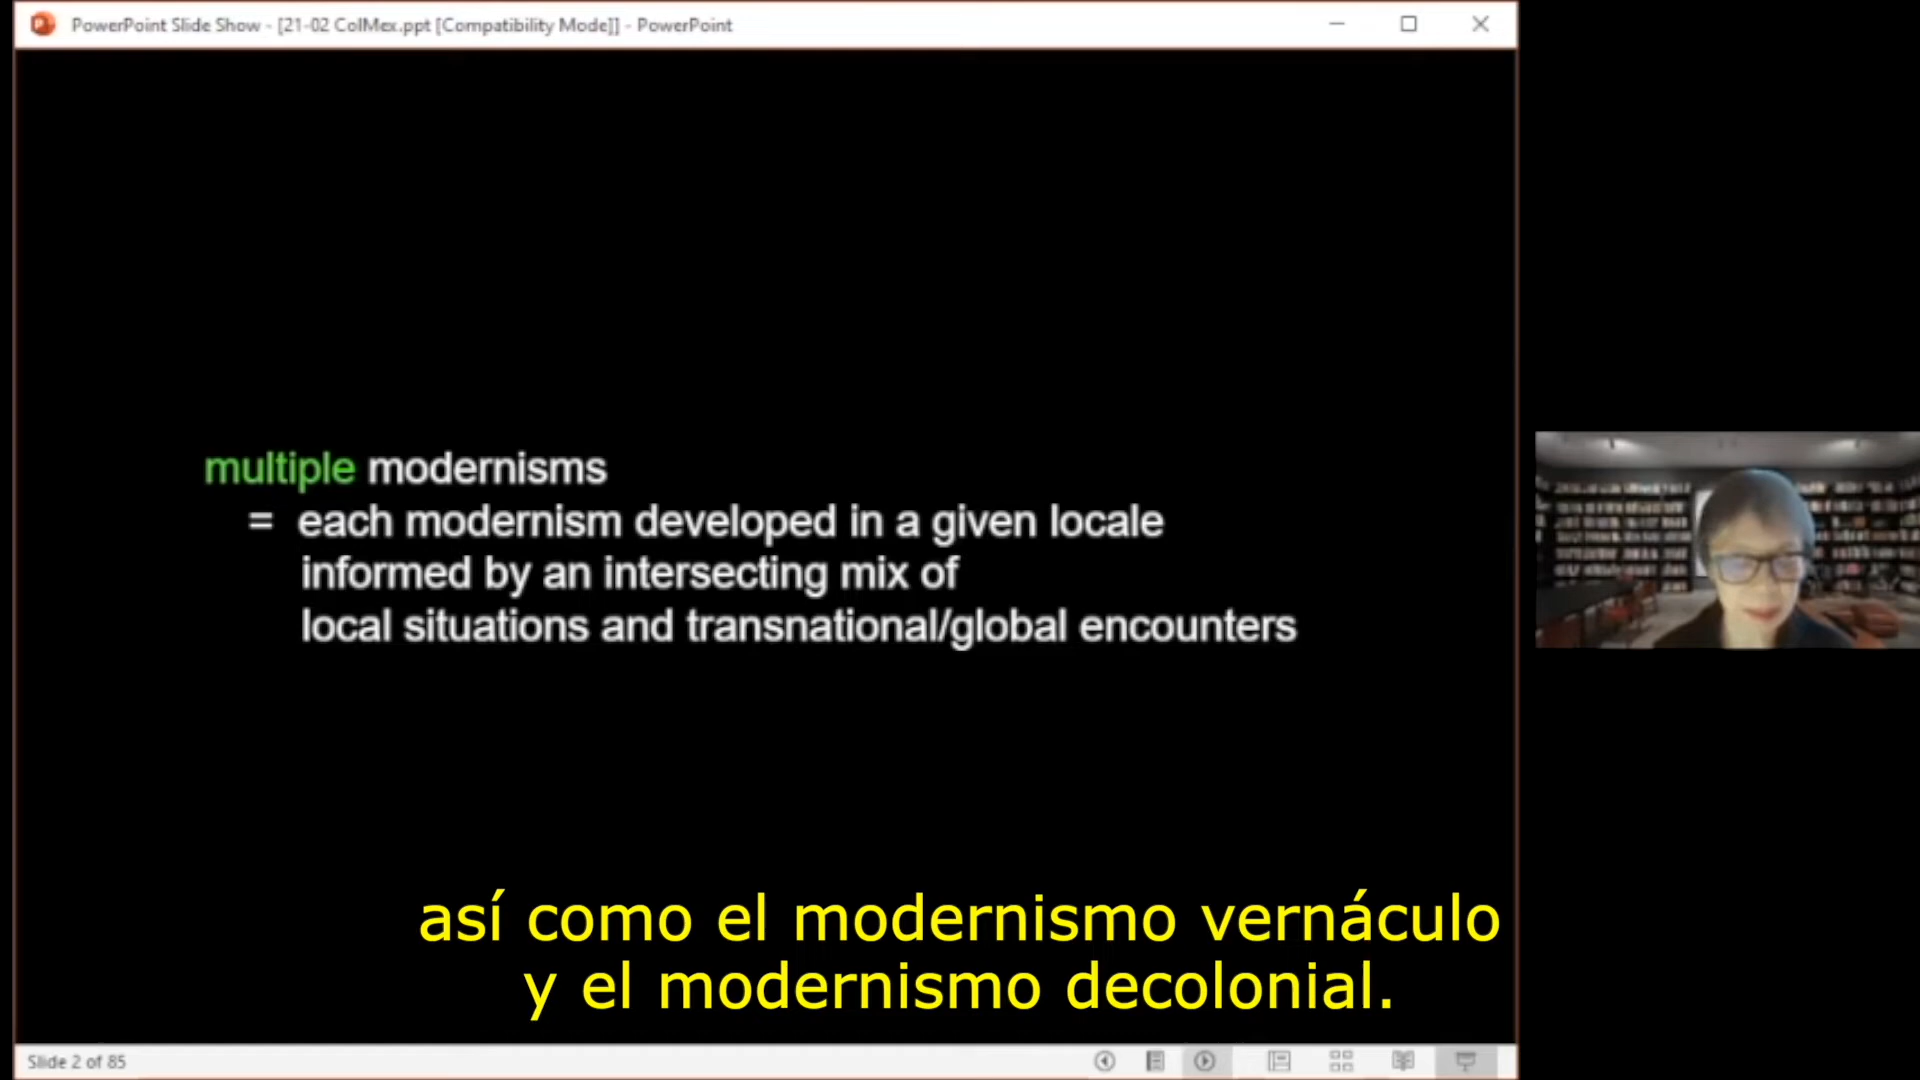 PowerPoint Slide Show - [21-02 ColMex.ppt [Compatibility Mode]] - PowerPoint
multiple modernisms
= each modernism developed in a given locale
informed by an intersecting mix of
local situations and transnational/global encounters
así como el modernismo vernáculo
y el modernismo decolonial.
Slide 2 of 85